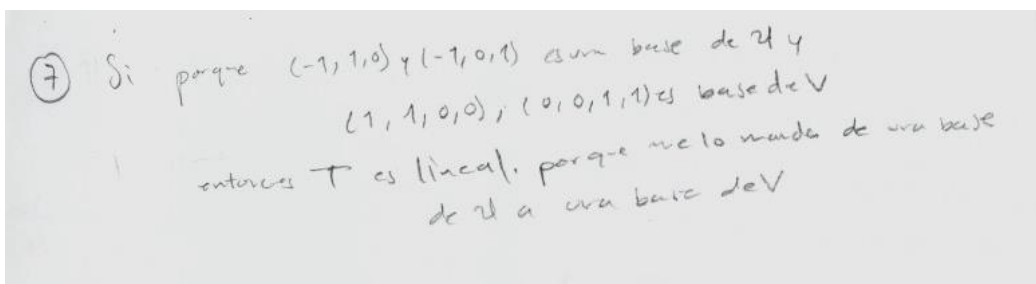 ⑦ Si porque (-1,1,0) y (-1,0,1) es una base de U y
(1,1,0,0), (0,0,1,1) es base de V
entonces T es lineal. porque me lo manda de una base
de U a una base de V